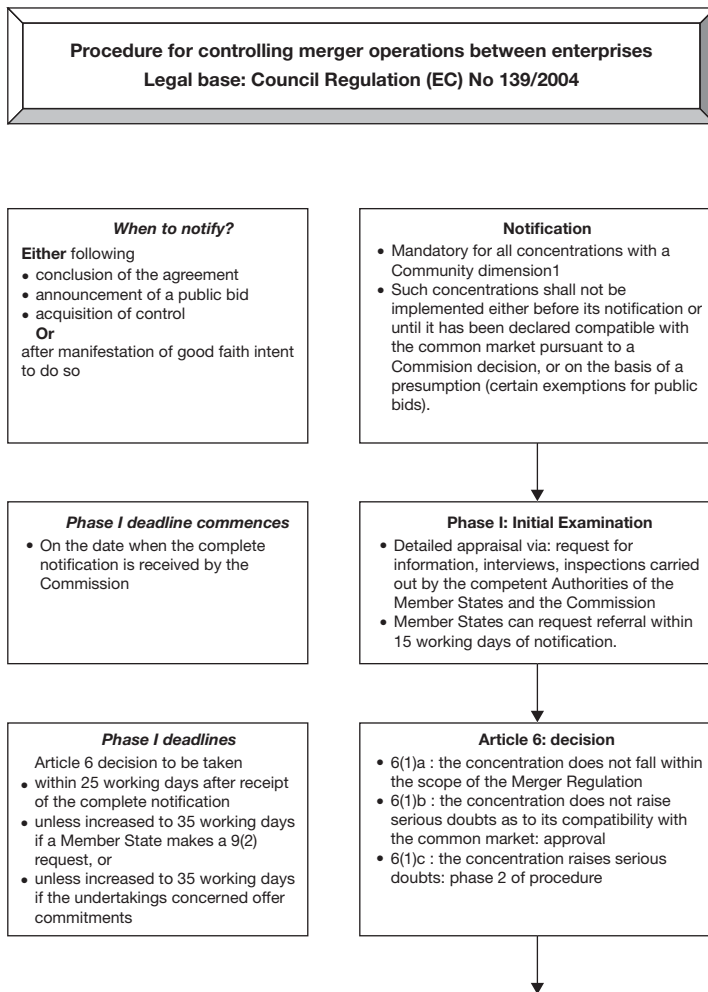 Procedure for controlling merger operations between enterprises
Legal base: Council Regulation (EC) No 139/2004
When to notify?
Either following
• conclusion of the agreement
• announcement of a public bid
• acquisition of control
Or
after manifestation of good faith intent
to do so
Notification
• Mandatory for all concentrations with a
Community dimension1
• Such concentrations shall not be
implemented either before its notification or
until it has been declared compatible with
the common market pursuant to a
Commision decision, or on the basis of a
presumption (certain exemptions for public
bids).
Phase I deadline commences
• On the date when the complete
notification is received by the
Commission
Phase I: Initial Examination
• Detailed appraisal via: request for
information, interviews, inspections carried
out by the competent Authorities of the
Member States and the Commission
• Member States can request referral within
15 working days of notification.
Phase I deadlines
Article 6 decision to be taken
• within 25 working days after receipt
of the complete notification
• unless increased to 35 working days
if a Member State makes a 9(2)
request, or
• unless increased to 35 working days
if the undertakings concerned offer
commitments
Article 6: decision
• 6(1)a : the concentration does not fall within
the scope of the Merger Regulation
• 6(1)b : the concentration does not raise
serious doubts as to its compatibility with
the common market: approval
• 6(1)c : the concentration raises serious
doubts: phase 2 of procedure